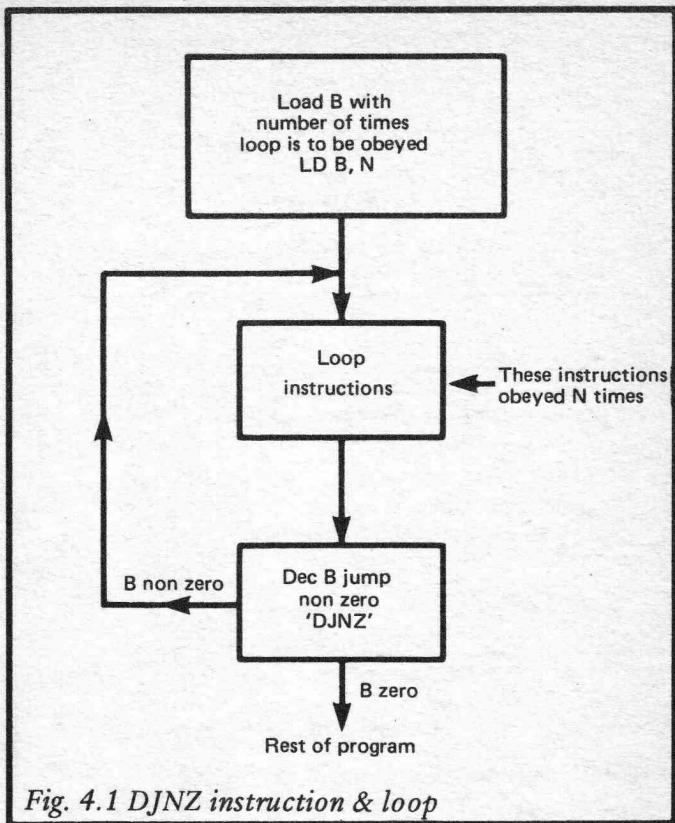 Load B with
number of times
loop is to be obeyed
LD B, N
Loop
instructions
These instructions
obeyed N times
B non zero
Dec B jump
non zero
'DJNZ'
B zero
Rest of program
Fig. 4.1 DJNZ instruction & loop